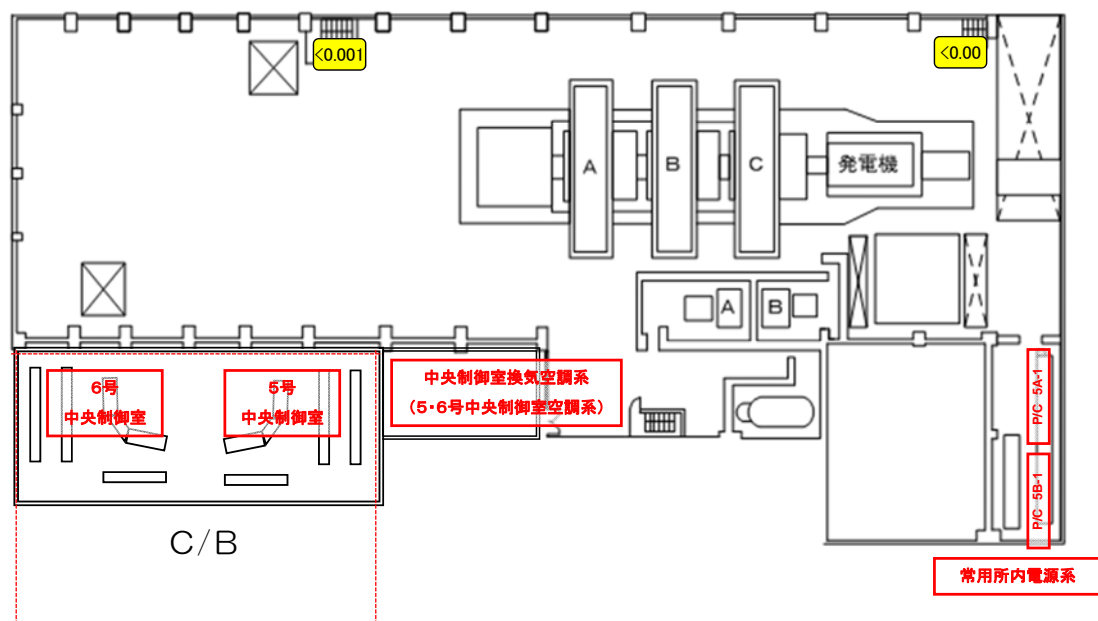 <0.001
<0.00
A
B
C
発電機
A
B
6号
中央制御室
5号
中央制御室
中央制御室換気空調系
(5・6号中央制御室空調系)
P/C 5A-1
P/C 5B-1
C/B
常用所内電源系